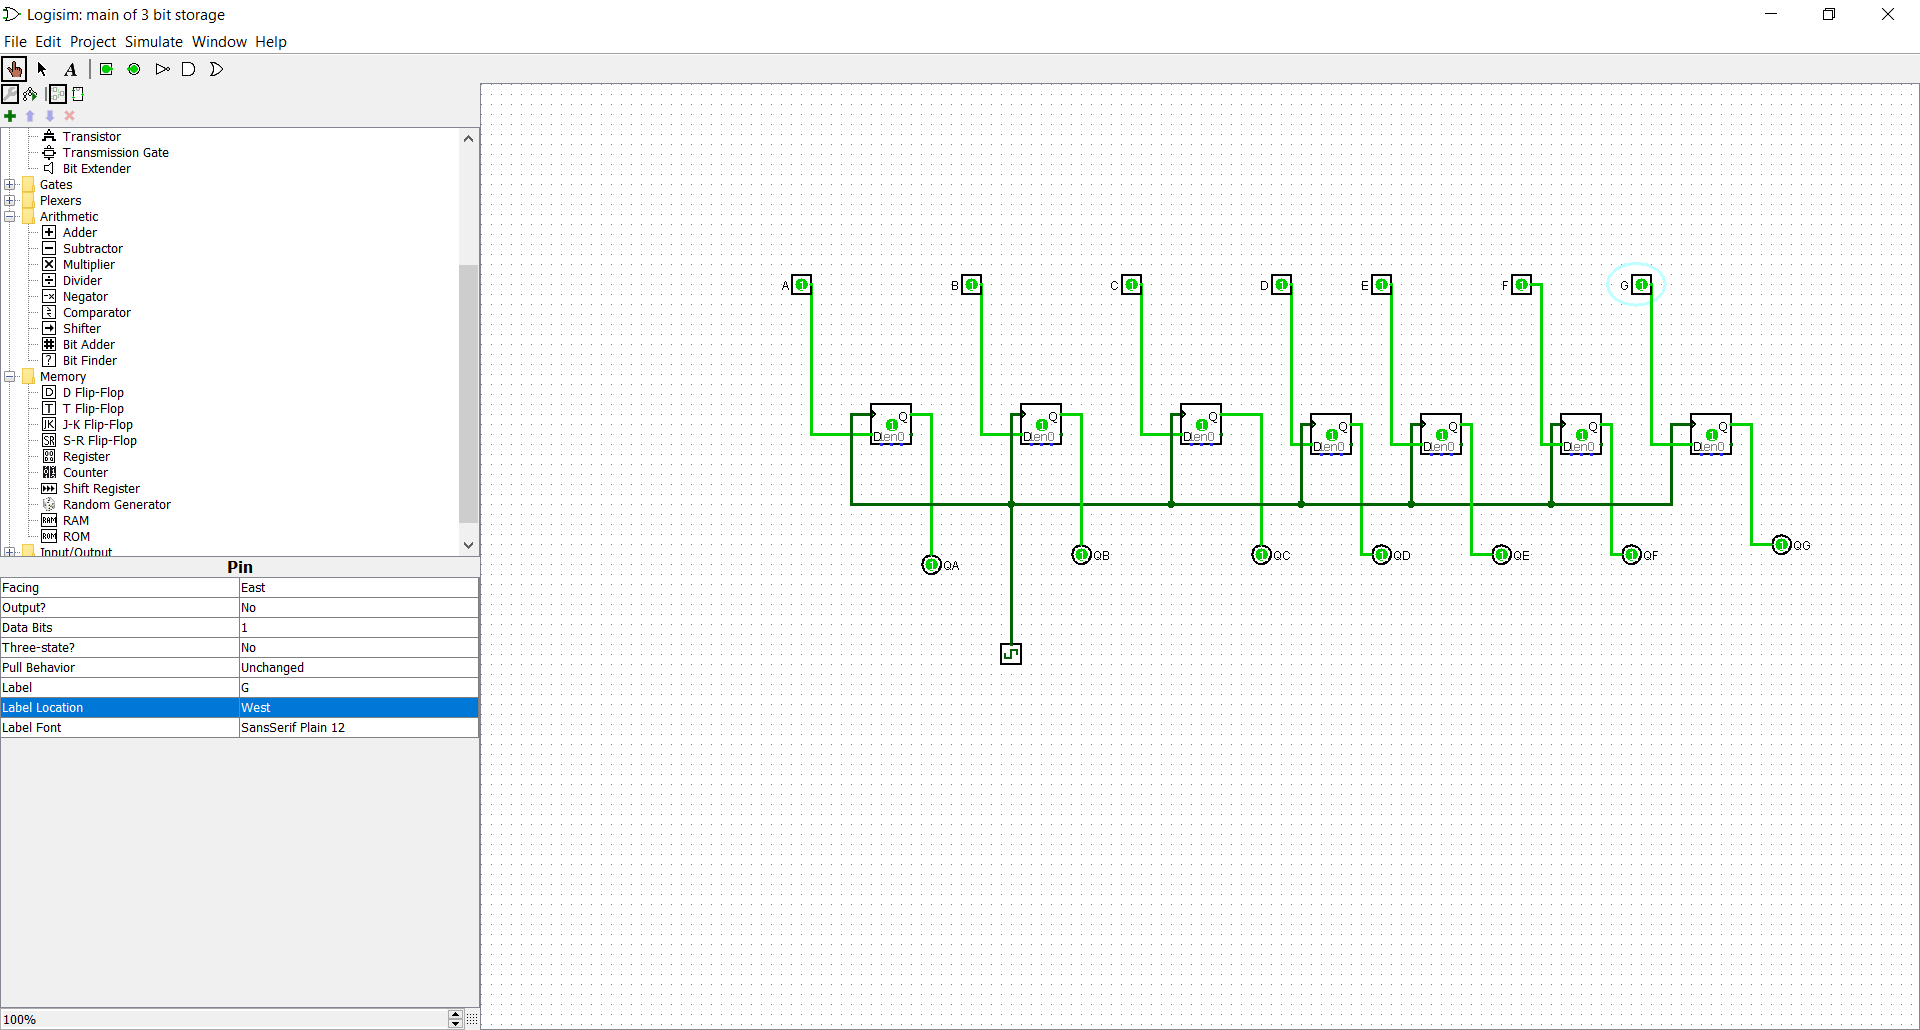 Logisim: main of 3 bit storage
File Edit Project Simulate Window Help
A
Transistor
Transmission Gate
Bit Extender
Gates
Plexers
Arithmetic
Adder
Subtractor
Multiplier
Divider
Negator
Comparator
Shifter
Bit Adder
Bit Finder
Memory
D Flip-Flop
T Flip-Flop
J-K Flip-Flop
S-R Flip-Flop
Register
Counter
Shift Register
Random Generator
RAM
ROM
Input/Output
Pin
Facing East
Output? No
Data Bits 1
Three-state? No
Pull Behavior Unchanged
Label G
Label Location West
Label Font SansSerif Plain 12
100%
A 1 B 1 C 1 D 1 E 1 F 1 G 1
Q Q Q Q Q Q Q
1 1 1 1 1 1 1
D en 0 D en 0 D en 0 D en 0 D en 0 D en 0 D en 0
1 QA 1 QB 1 QC 1 QD 1 QE 1 QF 1 QG